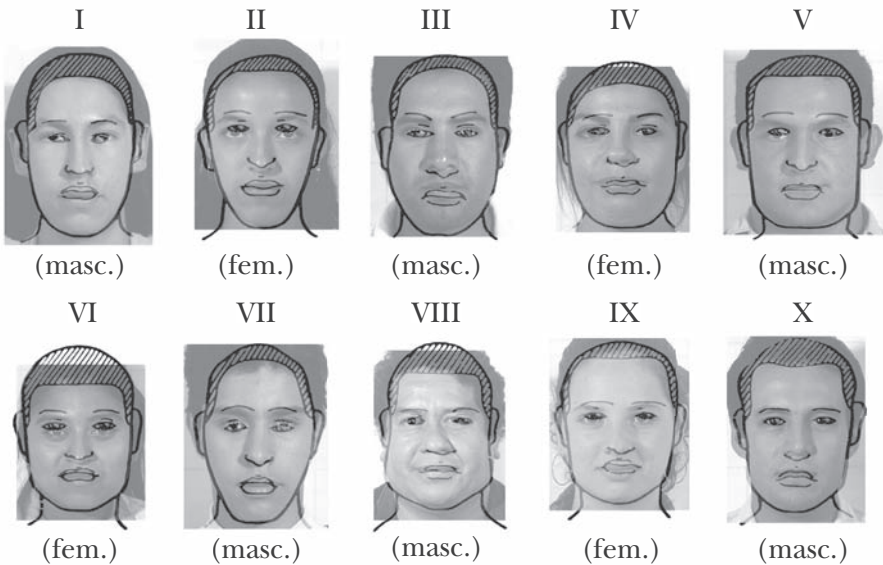 I II III IV V
(masc.) (fem.) (masc.) (fem.) (masc.)
VI VII VIII IX X
(fem.) (masc.) (masc.) (fem.) (masc.)